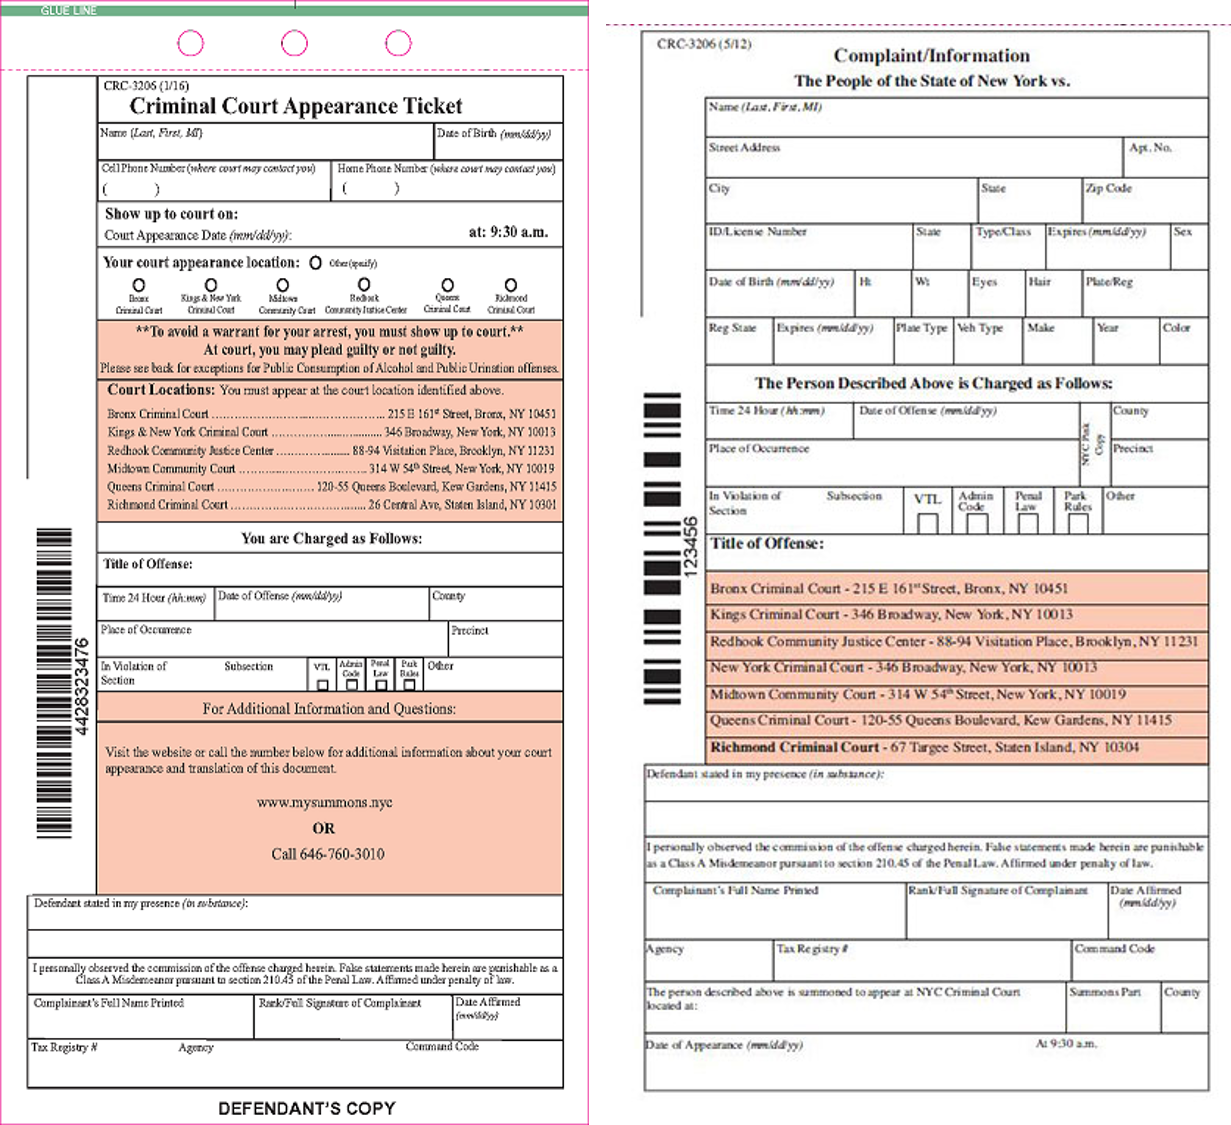 GLUE LINE
CRC-3206 (1/16)
Criminal Court Appearance Ticket
Name (Last, First, MI)
Date of Birth (mm/dd/yy)
Cell Phone Number (where court may contact you)
Home Phone Number (where court may contact you)
( )
( )
Show up to court on:
Court Appearance Date (mm/dd/yy):
at: 9:30 a.m.
Your court appearance location:
Other (specify)
Bronx Criminal Court
Kings & New York Criminal Court
Midtown Community Court
Redhook Community Justice Center
Queens Criminal Court
Richmond Criminal Court
**To avoid a warrant for your arrest, you must show up to court.**
At court, you may plead guilty or not guilty.
Please see back for exceptions for Public Consumption of Alcohol and Public Urination offenses.
Court Locations: You must appear at the court location identified above.
Bronx Criminal Court ........ 215 E 161st Street, Bronx, NY 10451
Kings & New York Criminal Court ........ 346 Broadway, New York, NY 10013
Redhook Community Justice Center ........ 88-94 Visitation Place, Brooklyn, NY 11231
Midtown Community Court ........ 314 W 54th Street, New York, NY 10019
Queens Criminal Court ........ 120-55 Queens Boulevard, Kew Gardens, NY 11415
Richmond Criminal Court ........ 26 Central Ave, Staten Island, NY 10301
You are Charged as Follows:
Title of Offense:
Time 24 Hour (hh:mm)
Date of Offense (mm/dd/yy)
County
Place of Occurrence
Precinct
In Violation of Section
Subsection
VTL
Admin Code
Penal Law
Park Rules
Other
4428323476
For Additional Information and Questions:
Visit the website or call the number below for additional information about your court
appearance and translation of this document.
www.mysummons.nyc
OR
Call 646-760-3010
Defendant stated in my presence (in substance):
I personally observed the commission of the offense charged herein. False statements made herein are punishable as a
Class A Misdemeanor pursuant to section 210.45 of the Penal Law. Affirmed under penalty of law.
Complainant's Full Name Printed
Rank/Full Signature of Complainant
Date Affirmed (mm/dd/yy)
Tax Registry #
Agency
Command Code
DEFENDANT'S COPY
CRC-3206 (5/12)
Complaint/Information
The People of the State of New York vs.
Name (Last, First, MI)
Street Address
Apt. No.
City
State
Zip Code
ID/License Number
State
Type/Class
Expires (mm/dd/yy)
Sex
Date of Birth (mm/dd/yy)
Ht
Wt
Eyes
Hair
Plate/Reg
Reg State
Expires (mm/dd/yy)
Plate Type
Veh Type
Make
Year
Color
The Person Described Above is Charged as Follows:
Time 24 Hour (hh:mm)
Date of Offense (mm/dd/yy)
NYC Pink Copy
County
Place of Occurrence
Precinct
In Violation of Section
Subsection
VTL
Admin Code
Penal Law
Park Rules
Other
123456
Title of Offense:
Bronx Criminal Court - 215 E 161st Street, Bronx, NY 10451
Kings Criminal Court - 346 Broadway, New York, NY 10013
Redhook Community Justice Center - 88-94 Visitation Place, Brooklyn, NY 11231
New York Criminal Court - 346 Broadway, New York, NY 10013
Midtown Community Court - 314 W 54th Street, New York, NY 10019
Queens Criminal Court - 120-55 Queens Boulevard, Kew Gardens, NY 11415
Richmond Criminal Court - 67 Targee Street, Staten Island, NY 10304
Defendant stated in my presence (in substance):
I personally observed the commission of the offense charged herein. False statements made herein are punishable
as a Class A Misdemeanor pursuant to section 210.45 of the Penal Law. Affirmed under penalty of law.
Complainant's Full Name Printed
Rank/Full Signature of Complainant
Date Affirmed (mm/dd/yy)
Agency
Tax Registry #
Command Code
The person described above is summoned to appear at NYC Criminal Court
located at:
Summons Part
County
Date of Appearance (mm/dd/yy)
At 9:30 a.m.